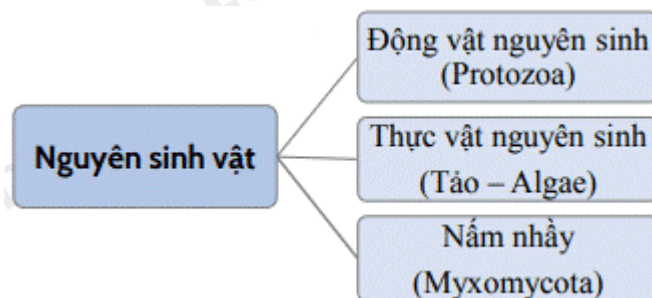 Nguyên sinh vật
Động vật nguyên sinh
(Protozoa)
Thực vật nguyên sinh
(Tảo – Algae)
Nấm nhầy
(Myxomycota)